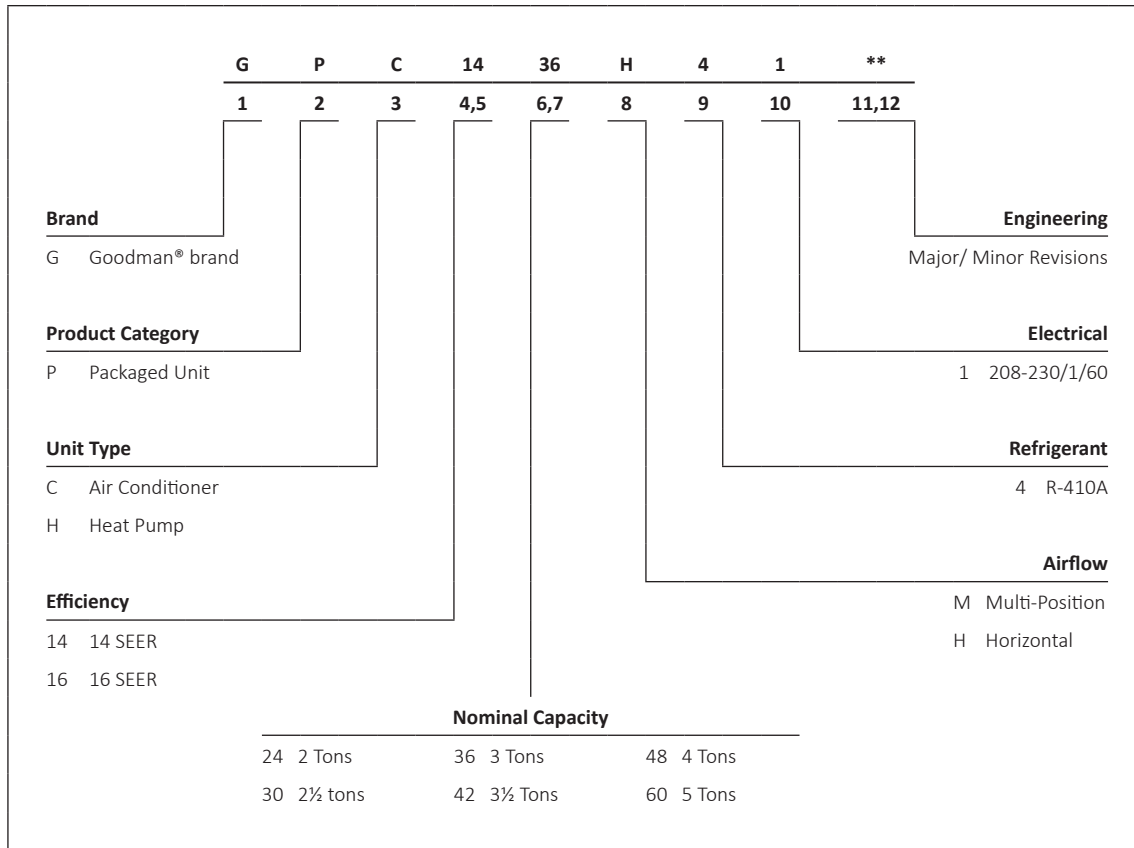 G P C 14 36 H 4 1 **
1 2 3 4,5 6,7 8 9 10 11,12
Brand
G Goodman® brand
Product Category
P Packaged Unit
Unit Type
C Air Conditioner
H Heat Pump
Efficiency
14 14 SEER
16 16 SEER
Engineering
Major/ Minor Revisions
Electrical
1 208-230/1/60
Refrigerant
4 R-410A
Airflow
M Multi-Position
H Horizontal
Nominal Capacity
24 2 Tons 36 3 Tons 48 4 Tons
30 2½ tons 42 3½ Tons 60 5 Tons